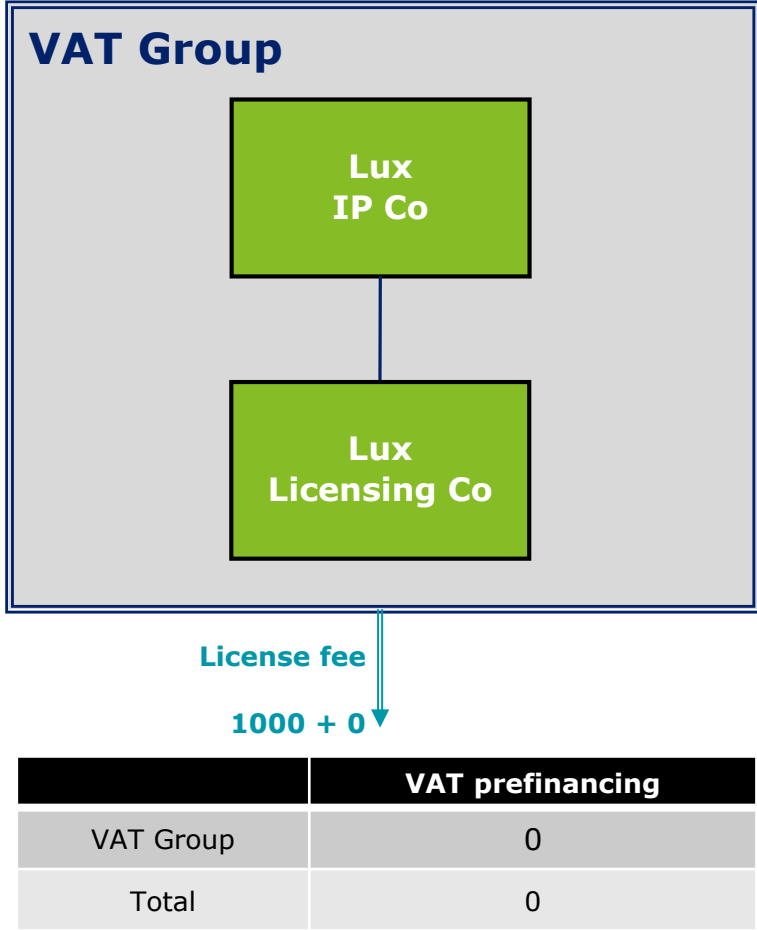 VAT Group
Lux
IP Co
Lux
Licensing Co
License fee
1000 + 0
VAT prefinancing
VAT Group 0
Total 0